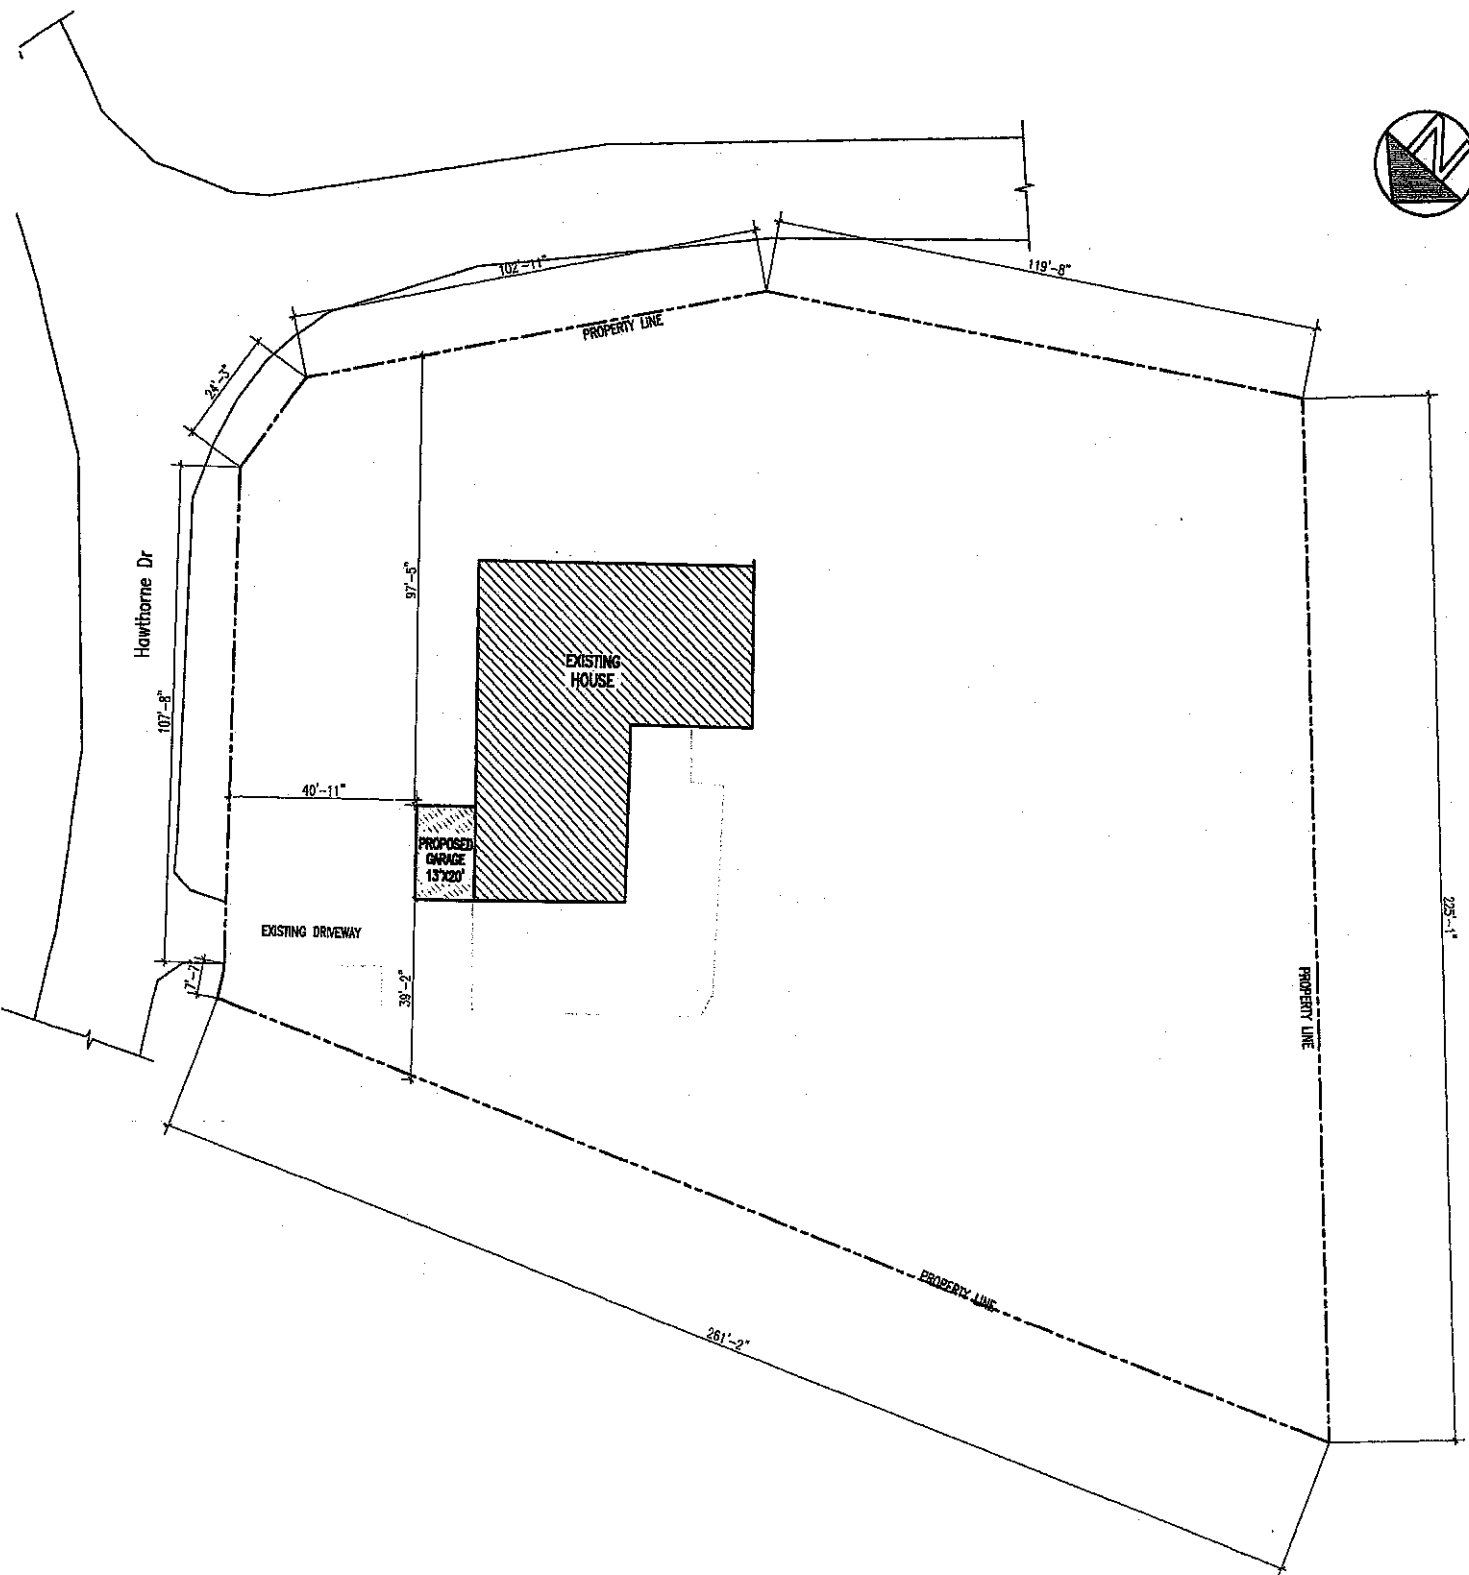 N
102'-11"
119'-8"
PROPERTY LINE
24'-3"
97'-5"
Hawthorne Dr
107'-8"
EXISTING
HOUSE
40'-11"
PROPOSED
GARAGE
13'X20'
225'-1"
EXISTING DRIVEWAY
7'-7"
39'-2"
PROPERTY LINE
PROPERTY LINE
261'-2"